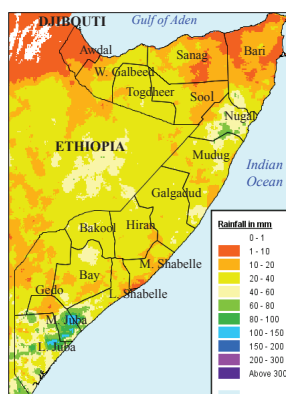 DJIBOUTI
Gulf of Aden
Awdal
Sanag
Bari
W. Galbeed
Togdheer
Sool
Nugal
ETHIOPIA
Mudug
Indian
Ocean
Galgadud
Bakool
Hiran
Bay
M. Shabelle
Gedo
L. Shabelle
M. Juba
L. Juba
Rainfall in mm
0 - 1
1 - 10
10 - 20
20 - 40
40 - 60
60 - 80
80 - 100
100 - 150
150 - 200
200 - 300
Above 300